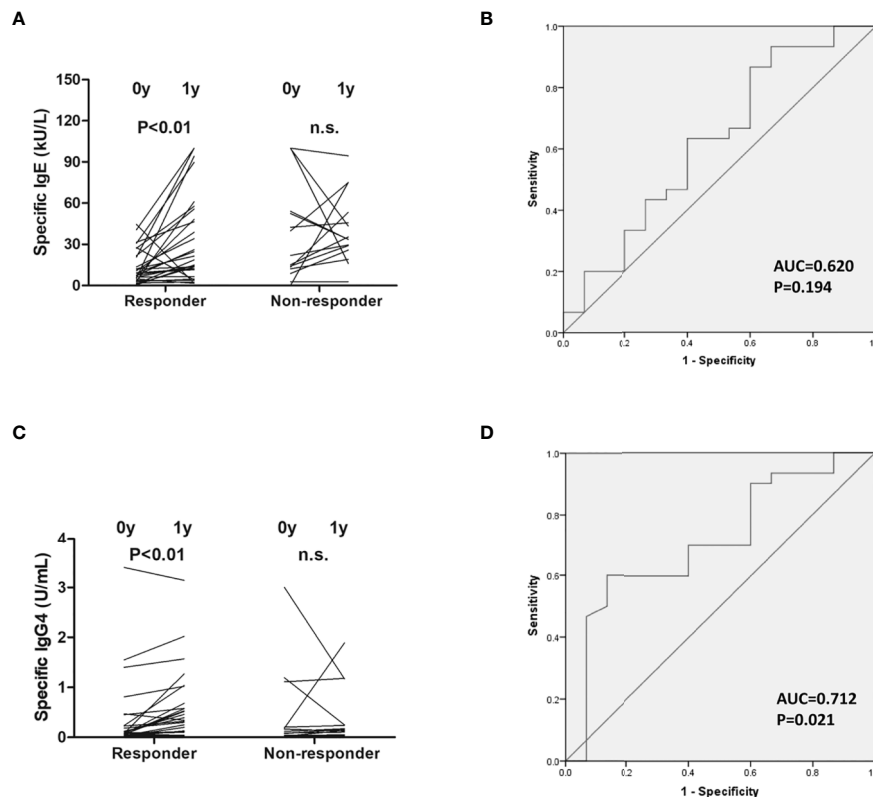 A
B
0y 1y 0y 1y
P<0.01 n.s.
Specific IgE (kU/L)
150
120
90
60
30
0
Responder Non-responder
Sensitivity
1.0
0.8
0.6
0.4
0.2
0.0
AUC=0.620
P=0.194
0.0 0.2 0.4 0.6 0.8
1 - Specificity
C
D
0y 1y 0y 1y
P<0.01 n.s.
Specific IgG4 (U/mL)
4
3
2
1
0
Responder Non-responder
Sensitivity
1.0
0.8
0.6
0.4
0.2
0.0
AUC=0.712
P=0.021
0.0 0.2 0.4 0.6 0.8
1 - Specificity